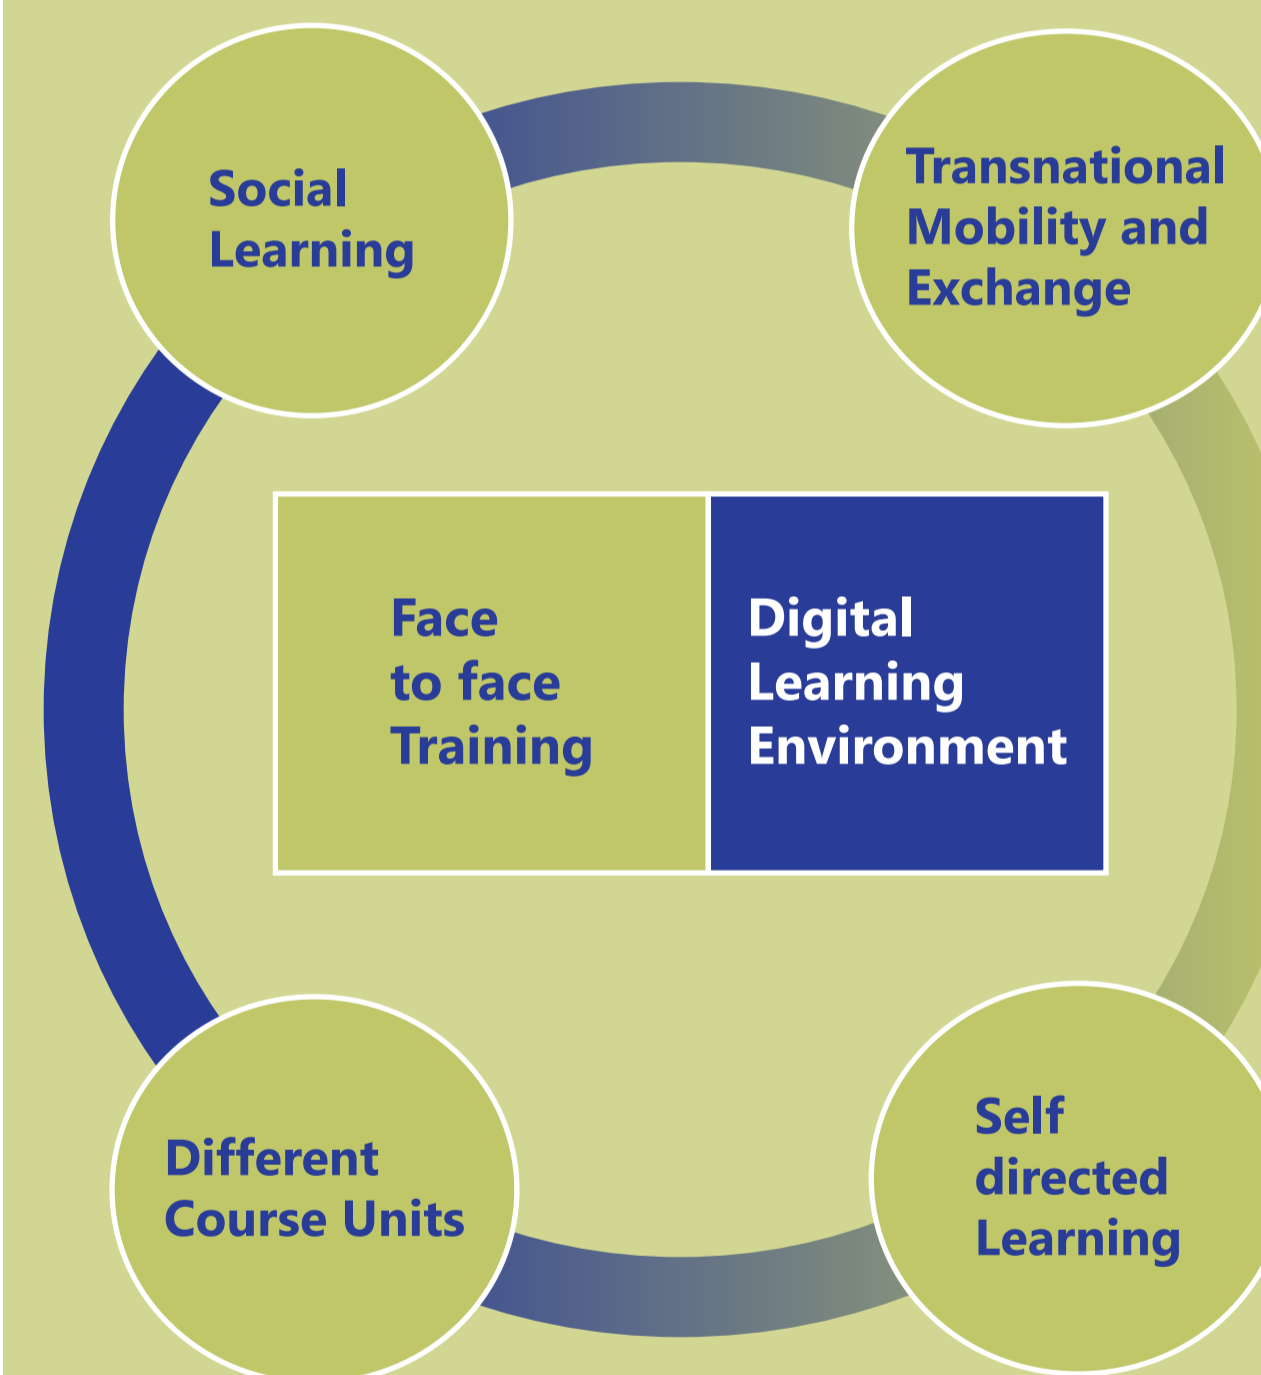 Social
Learning
Transnational
Mobility and
Exchange
Face
to face
Training
Digital
Learning
Environment
Different
Course Units
Self
directed
Learning